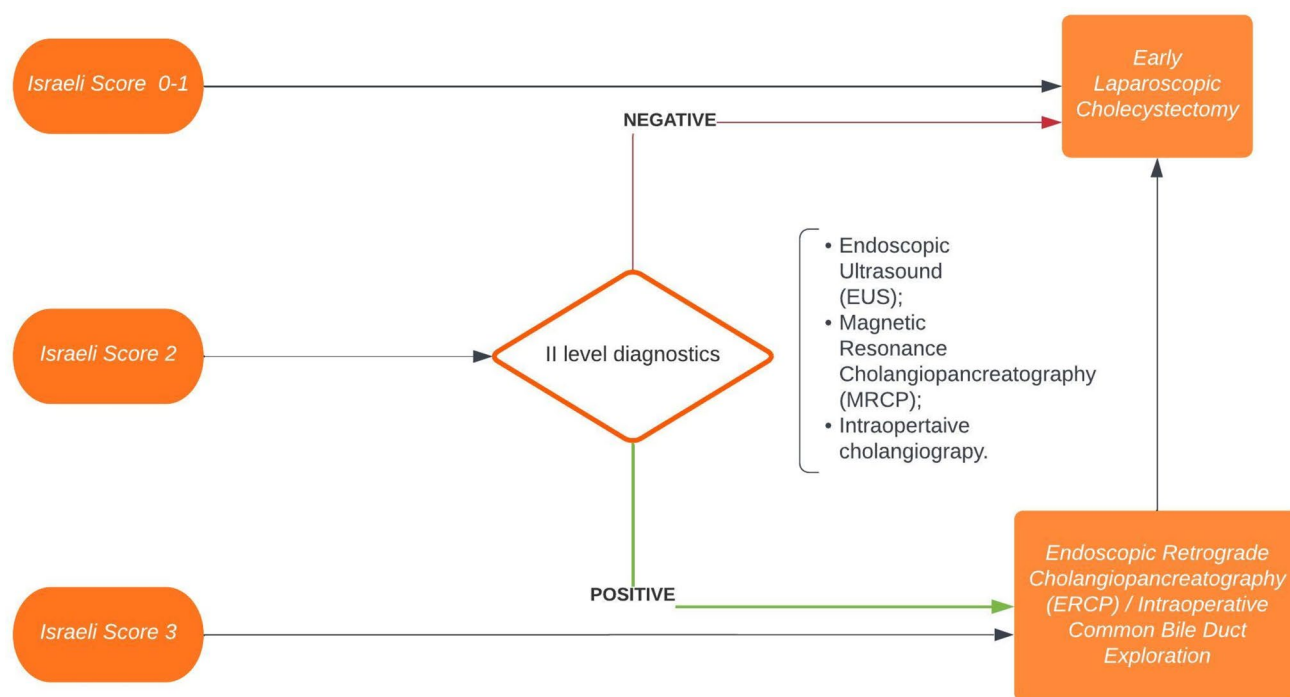 Israeli Score 0-1
Early
Laparoscopic
Cholecystectomy
NEGATIVE
• Endoscopic
Ultrasound
(EUS);
• Magnetic
Resonance
Cholangiopancreatography
(MRCP);
• Intraopertaive
cholangiograpy.
Israeli Score 2
II level diagnostics
POSITIVE
Israeli Score 3
Endoscopic Retrograde
Cholangiopancreatography
(ERCP) / Intraoperative
Common Bile Duct
Exploration